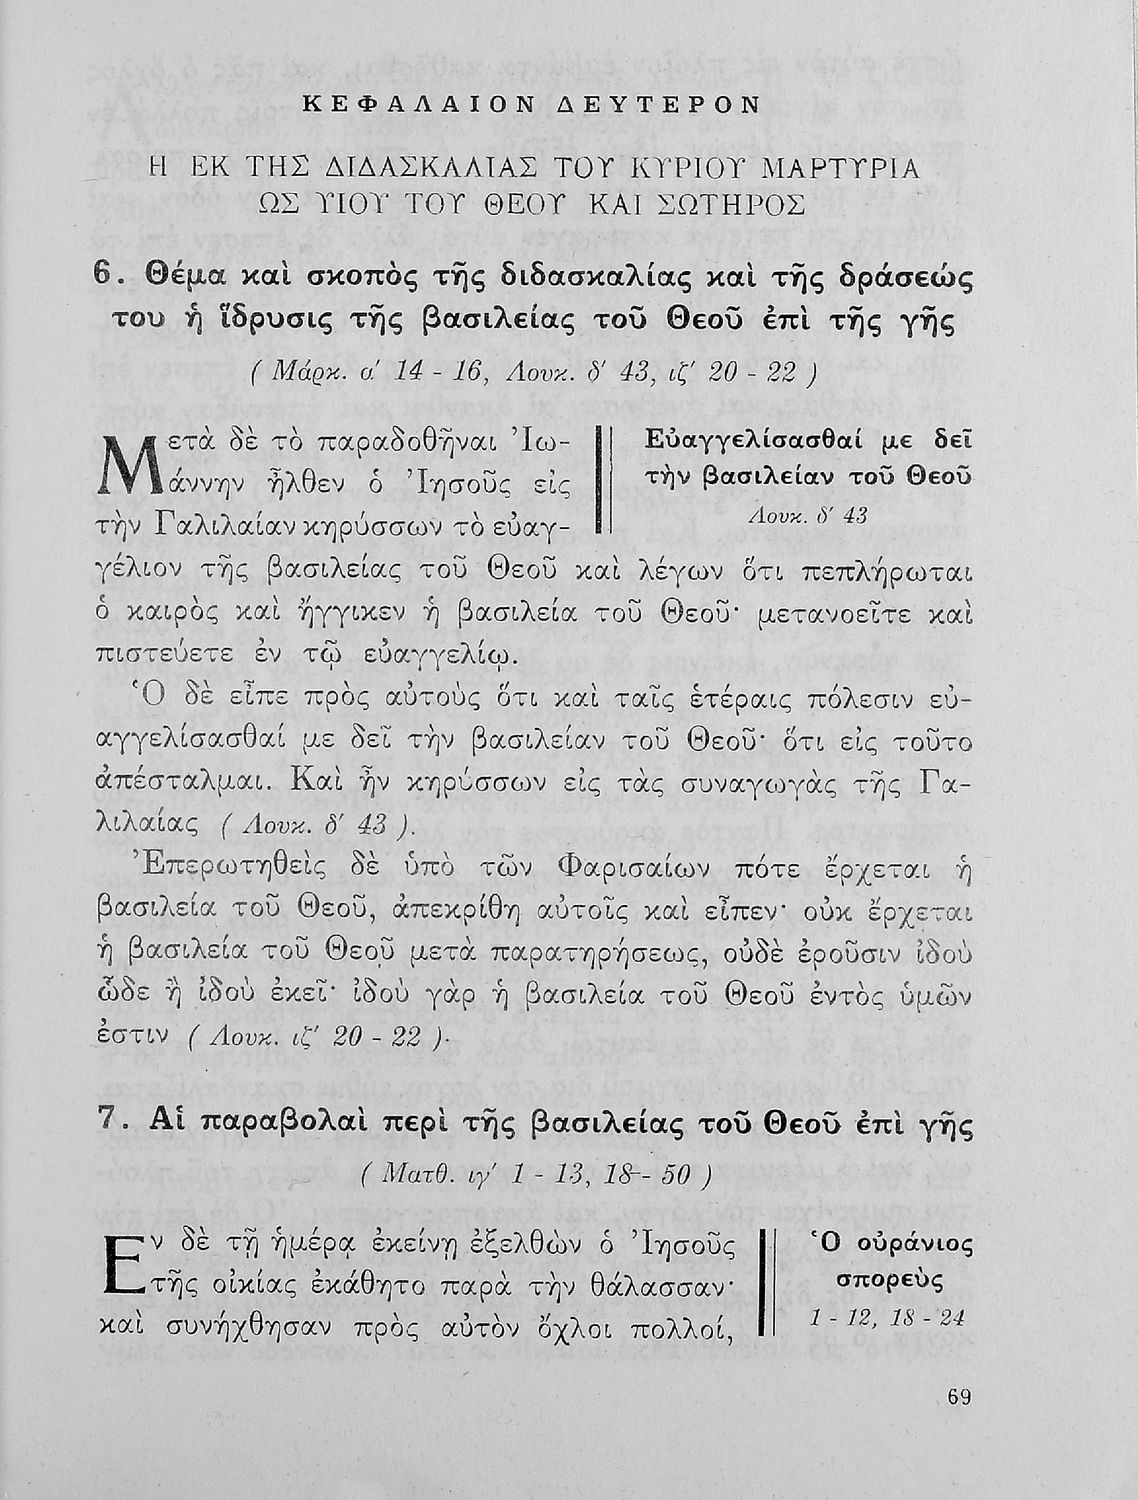 ΚΕΦΑΛΑΙΟΝ ΔΕΥΤΕΡΟΝ
Η ΕΚ ΤΗΣ ΔΙΔΑΣΚΑΛΙΑΣ ΤΟΥ ΚΥΡΙΟΥ ΜΑΡΤΥΡΙΑ
ΩΣ ΥΙΟΥ ΤΟΥ ΘΕΟΥ ΚΑΙ ΣΩΤΗΡΟΣ
6. Θέμα καὶ σκοπὸς τῆς διδασκαλίας καὶ τῆς δράσεώς
του ἡ ἵδρυσις τῆς βασιλείας τοῦ Θεοῦ ἐπὶ τῆς γῆς
( Μάρκ. α' 14 - 16, Λουκ. δ' 43, ιζ' 20 - 22 )
Μετὰ δὲ τὸ παραδοθῆναι Ἰω-
άννην ἦλθεν ὁ Ἰησοῦς εἰς
τὴν Γαλιλαίαν κηρύσσων τὸ εὐαγ-
Εὐαγγελίσασθαί με δεῖ
τὴν βασιλείαν τοῦ Θεοῦ
Λουκ. δ' 43
γέλιον τῆς βασιλείας τοῦ Θεοῦ καὶ λέγων ὅτι πεπλήρωται
ὁ καιρὸς καὶ ἤγγικεν ἡ βασιλεία τοῦ Θεοῦ· μετανοεῖτε καὶ
πιστεύετε ἐν τῷ εὐαγγελίῳ.
Ὁ δὲ εἶπε πρὸς αὐτοὺς ὅτι καὶ ταῖς ἑτέραις πόλεσιν εὐ-
αγγελίσασθαί με δεῖ τὴν βασιλείαν τοῦ Θεοῦ· ὅτι εἰς τοῦτο
ἀπέσταλμαι. Καὶ ἦν κηρύσσων εἰς τὰς συναγωγὰς τῆς Γα-
λιλαίας ( Λουκ. δ' 43 ).
Ἐπερωτηθεὶς δὲ ὑπὸ τῶν Φαρισαίων πότε ἔρχεται ἡ
βασιλεία τοῦ Θεοῦ, ἀπεκρίθη αὐτοῖς καὶ εἶπεν· οὐκ ἔρχεται
ἡ βασιλεία τοῦ Θεοῦ μετὰ παρατηρήσεως, οὐδὲ ἐροῦσιν ἰδοὺ
ὧδε ἢ ἰδοὺ ἐκεῖ· ἰδοὺ γὰρ ἡ βασιλεία τοῦ Θεοῦ ἐντὸς ὑμῶν
ἐστιν ( Λουκ. ιζ' 20 - 22 ).
7. Αἱ παραβολαὶ περὶ τῆς βασιλείας τοῦ Θεοῦ ἐπὶ γῆς
( Ματθ. ιγ' 1 - 13, 18 - 50 )
Εν δὲ τῇ ἡμέρᾳ ἐκείνῃ ἐξελθὼν ὁ Ἰησοῦς
τῆς οἰκίας ἐκάθητο παρὰ τὴν θάλασσαν·
καὶ συνήχθησαν πρὸς αὐτὸν ὄχλοι πολλοί,
Ὁ οὐράνιος
σπορεὺς
1 - 12, 18 - 24
69